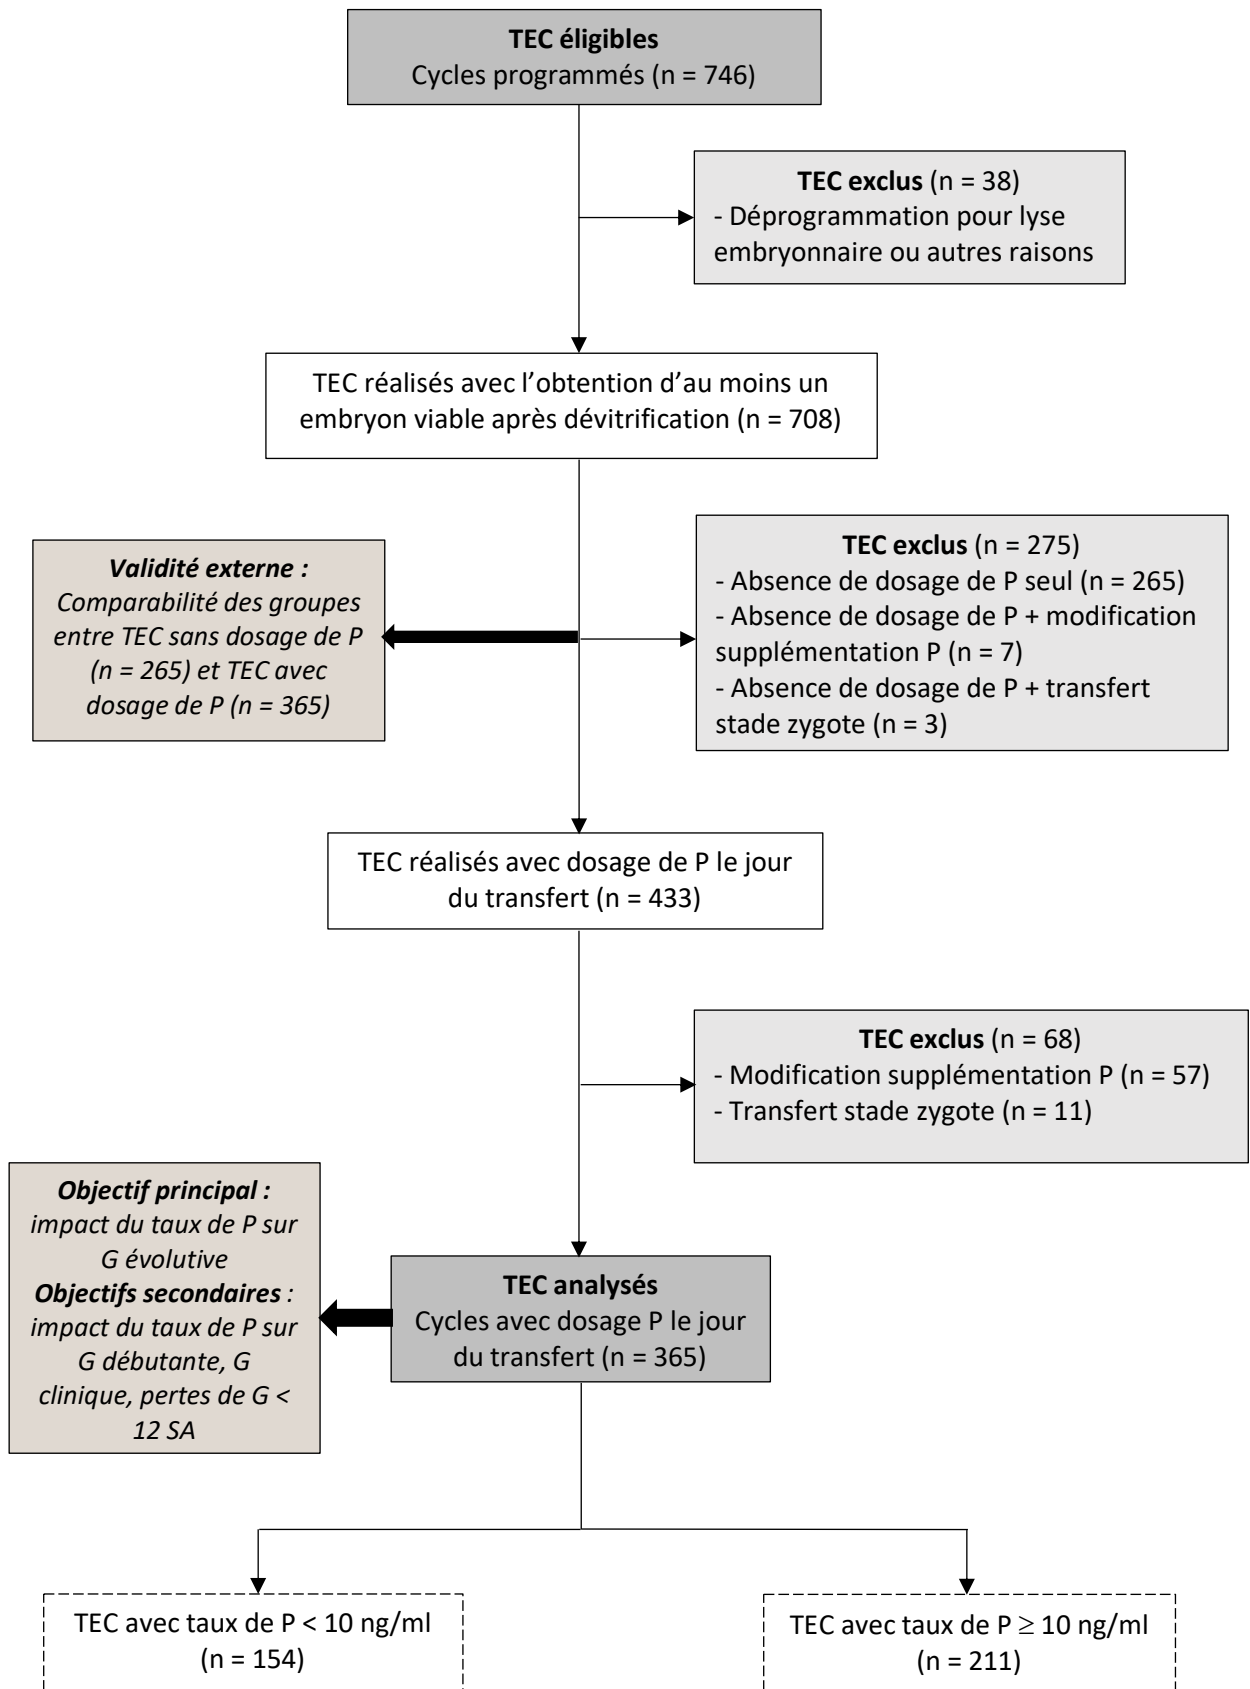 TEC éligibles
Cycles programmés (n = 746)
TEC exclus (n = 38)
- Déprogrammation pour lyse
embryonnaire ou autres raisons
TEC réalisés avec l’obtention d’au moins un
embryon viable après dévitrification (n = 708)
Validité externe :
Comparabilité des groupes
entre TEC sans dosage de P
(n = 265) et TEC avec
dosage de P (n = 365)
TEC exclus (n = 275)
- Absence de dosage de P seul (n = 265)
- Absence de dosage de P + modification
supplémentation P (n = 7)
- Absence de dosage de P + transfert
stade zygote (n = 3)
TEC réalisés avec dosage de P le jour
du transfert (n = 433)
TEC exclus (n = 68)
- Modification supplémentation P (n = 57)
- Transfert stade zygote (n = 11)
Objectif principal :
impact du taux de P sur
G évolutive
Objectifs secondaires :
impact du taux de P sur
G débutante, G
clinique, pertes de G <
12 SA
TEC analysés
Cycles avec dosage P le jour
du transfert (n = 365)
TEC avec taux de P < 10 ng/ml
(n = 154)
TEC avec taux de P ≥ 10 ng/ml
(n = 211)